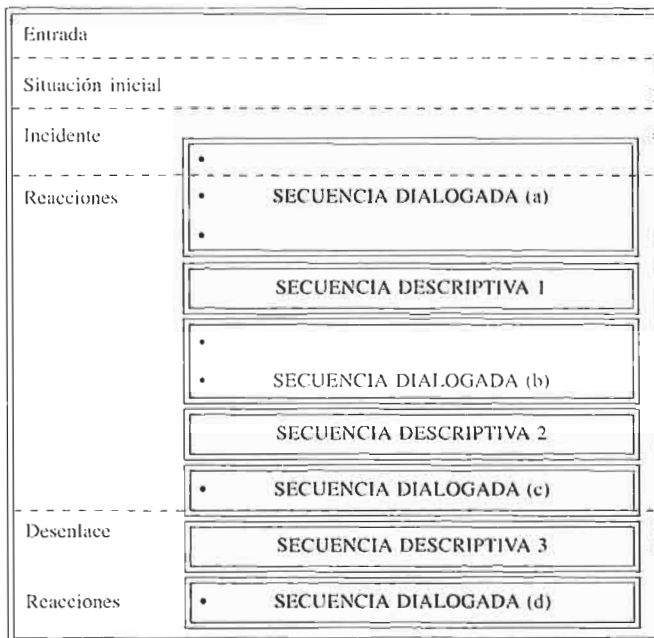 Entrada
Situación inicial
Incidente
•
Reacciones
• SECUENCIA DIALOGADA (a)
•
SECUENCIA DESCRIPTIVA 1
•
• SECUENCIA DIALOGADA (b)
SECUENCIA DESCRIPTIVA 2
• SECUENCIA DIALOGADA (c)
Desenlace
SECUENCIA DESCRIPTIVA 3
Reacciones
• SECUENCIA DIALOGADA (d)